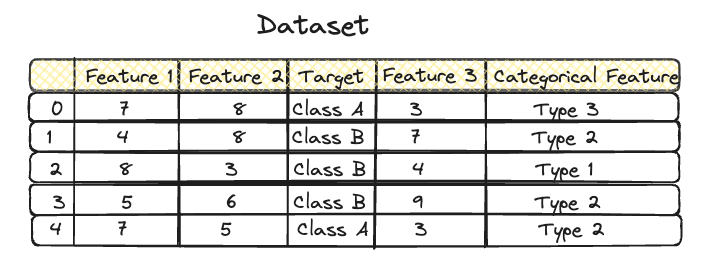 Dataset
Feature 1 Feature 2 Target Feature 3 Categorical Feature
0 7 8 Class A 3 Type 3
1 4 8 Class B 7 Type 2
2 8 3 Class B 4 Type 1
3 5 6 Class B 9 Type 2
4 7 5 Class A 3 Type 2